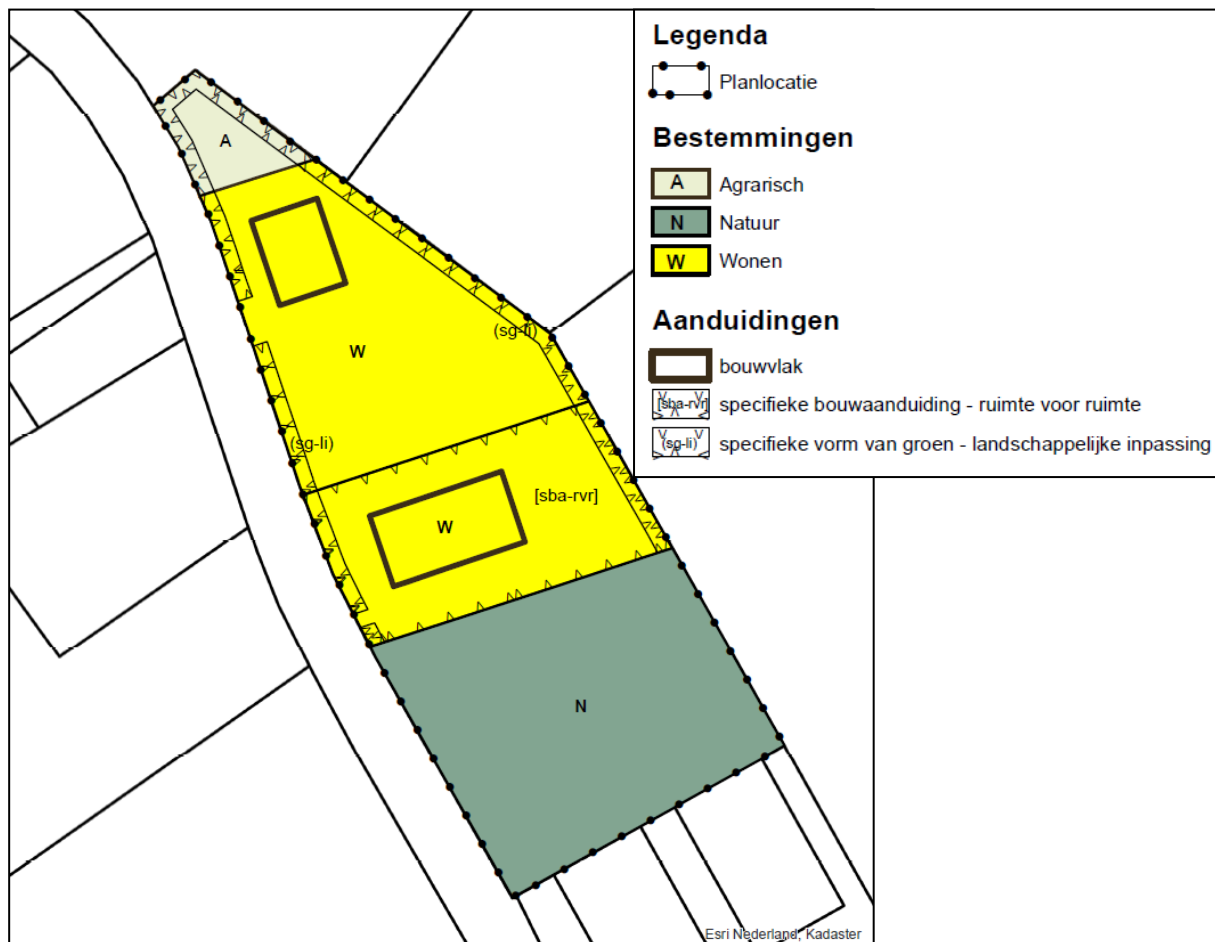 Legenda
Planlocatie
Bestemmingen
A Agrarisch
N Natuur
W Wonen
Aanduidingen
bouwvlak
[sba-rvr] specifieke bouwaanduiding - ruimte voor ruimte
(sg-li) specifieke vorm van groen - landschappelijke inpassing
A
(sg-li)
W
(sg-li)
[sba-rvr]
W
N
Esri Nederland, Kadaster